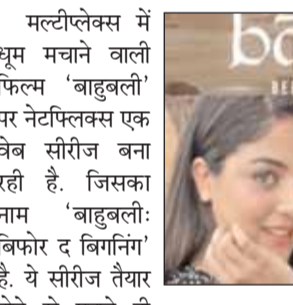 मल्टीप्लेक्स में
धूम मचाने वाली
फिल्म ‘बाहुबली’
पर नेटफ्लिक्स एक
वेब सीरीज बना
रही है. जिसका
नाम ‘बाहुबलीः
बिफोर द बिगनिंग’
है. ये सीरीज तैयार